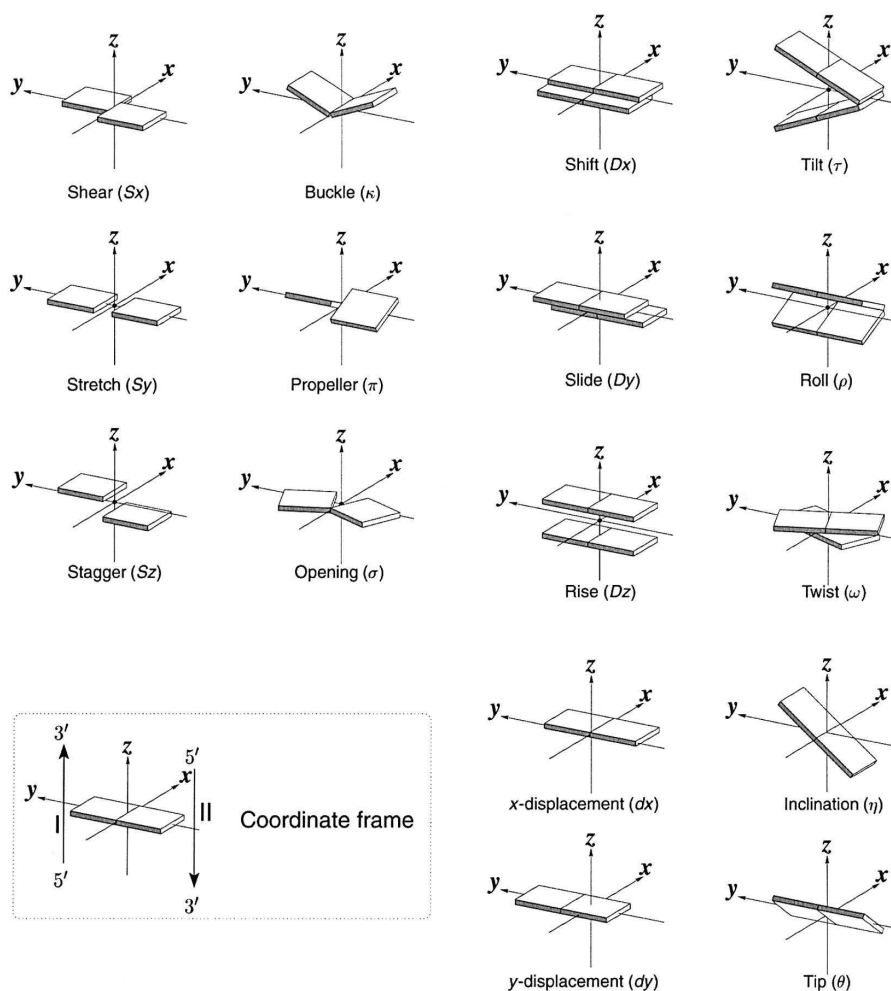 z
y
x
Shear (Sx)
z
y
x
Buckle (κ)
z
y
x
Shift (Dx)
z
y
x
Tilt (τ)
z
y
x
Stretch (Sy)
z
y
x
Propeller (π)
z
y
x
Slide (Dy)
z
y
x
Roll (ρ)
z
y
x
Stagger (Sz)
z
y
x
Opening (σ)
z
y
x
Rise (Dz)
z
y
x
Twist (ω)
z
y
x
x-displacement (dx)
z
y
x
Inclination (η)
3′
z
5′
x
y
I
II
5′
3′
Coordinate frame
z
y
x
y-displacement (dy)
z
y
x
Tip (θ)